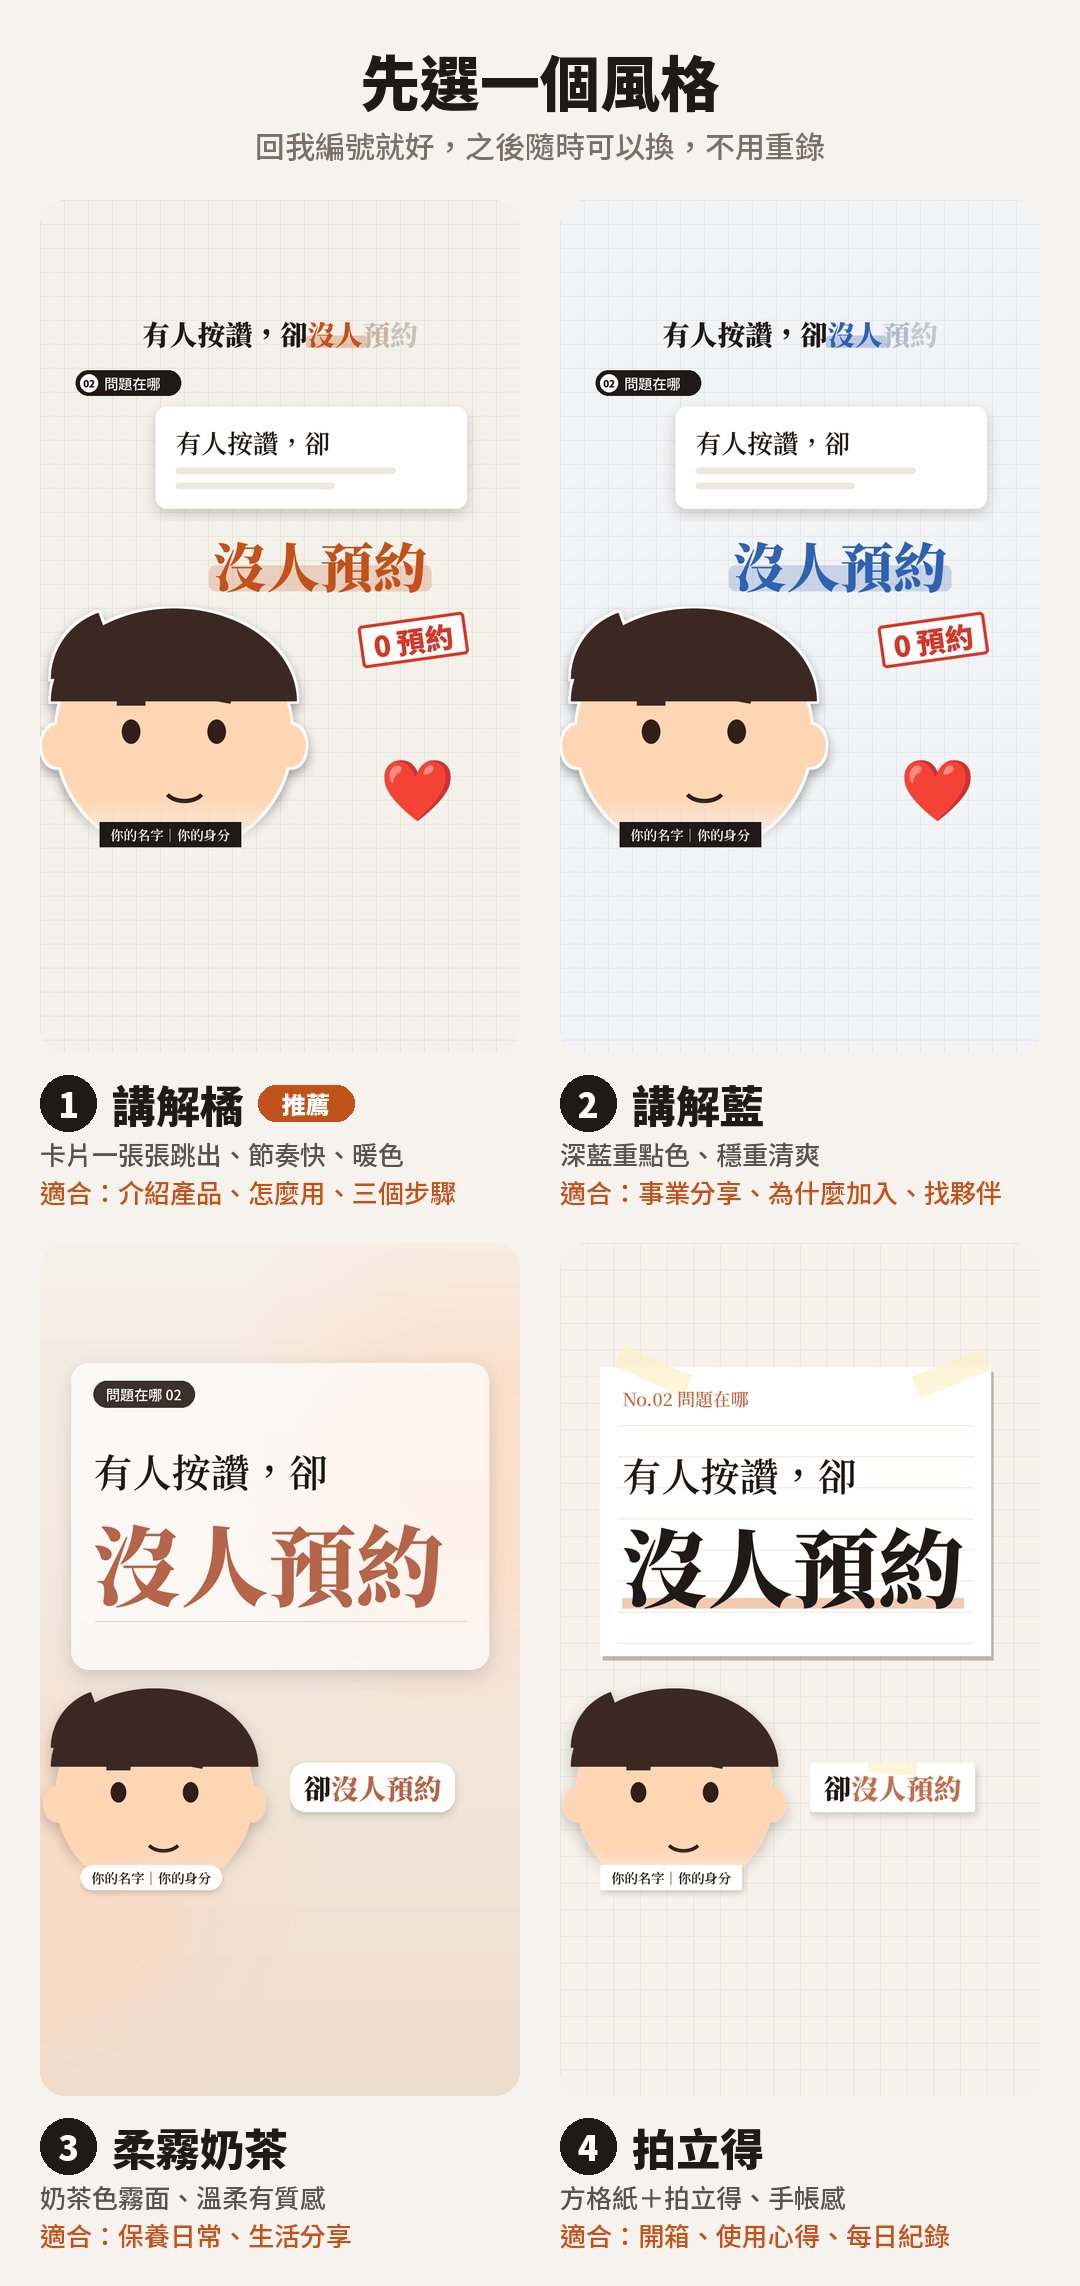 先選一個風格
回我編號就好，之後隨時可以換，不用重錄
有人按讚，卻沒人預約
02 問題在哪
有人按讚，卻
沒人預約
0 預約
你的名字｜你的身分
有人按讚，卻沒人預約
02 問題在哪
有人按讚，卻
沒人預約
0 預約
你的名字｜你的身分
1 講解橘 推薦
卡片一張張跳出、節奏快、暖色
適合：介紹產品、怎麼用、三個步驟
2 講解藍
深藍重點色、穩重清爽
適合：事業分享、為什麼加入、找夥伴
問題在哪 02
有人按讚，卻
沒人預約
卻沒人預約
你的名字｜你的身分
No.02 問題在哪
有人按讚，卻
沒人預約
卻沒人預約
你的名字｜你的身分
3 柔霧奶茶
奶茶色霧面、溫柔有質感
適合：保養日常、生活分享
4 拍立得
方格紙＋拍立得、手帳感
適合：開箱、使用心得、每日紀錄